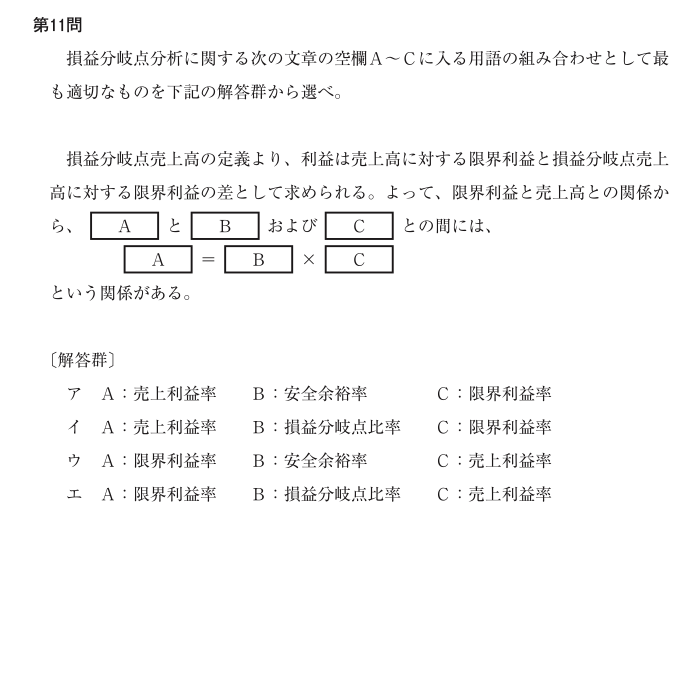 第11問
損益分岐点分析に関する次の文章の空欄A～Cに入る用語の組み合わせとして最
も適切なものを下記の解答群から選べ。
損益分岐点売上高の定義より、利益は売上高に対する限界利益と損益分岐点売上
高に対する限界利益の差として求められる。よって、限界利益と売上高との関係か
ら、 A と B および C との間には、
A ＝ B × C
という関係がある。
〔解答群〕
ア A：売上利益率 B：安全余裕率 C：限界利益率
イ A：売上利益率 B：損益分岐点比率 C：限界利益率
ウ A：限界利益率 B：安全余裕率 C：売上利益率
エ A：限界利益率 B：損益分岐点比率 C：売上利益率